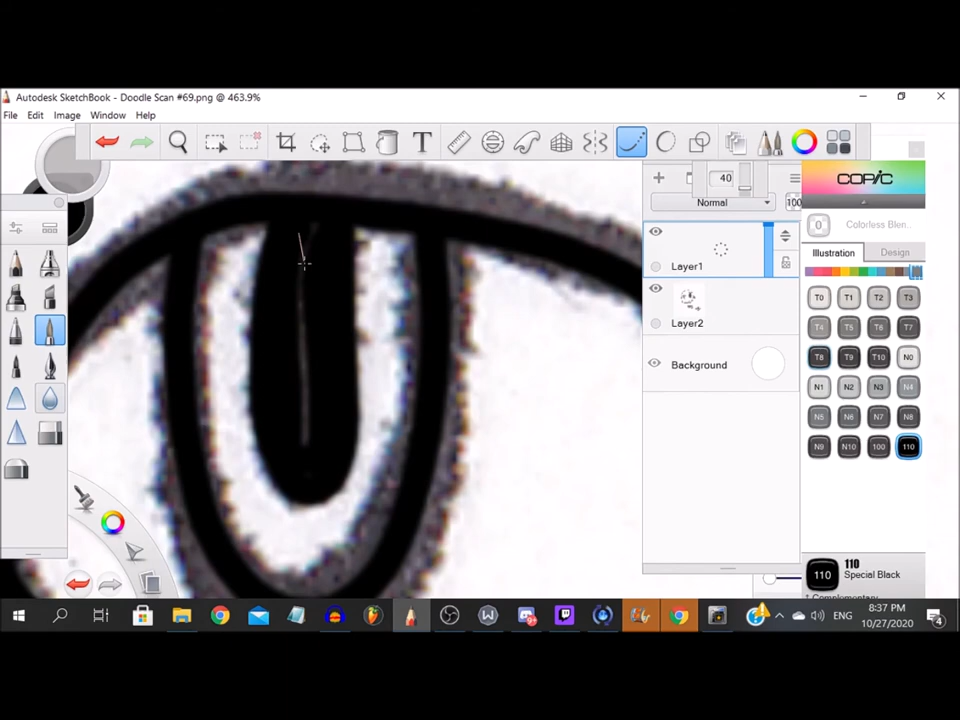 Autodesk SketchBook - Doodle Scan #69.png @ 463.9%
File Edit Image Window Help
T
40
Normal
100
Layer1
Layer2
Background
COPIC
0 Colorless Blen..
Illustration Design
T0 T1 T2 T3
T4 T5 T6 T7
T8 T9 T10 N0
N1 N2 N3 N4
N5 N6 N7 N8
N9 N10 100 110
110 110
Special Black
Complementary
ENG 8:37 PM
10/27/2020
4